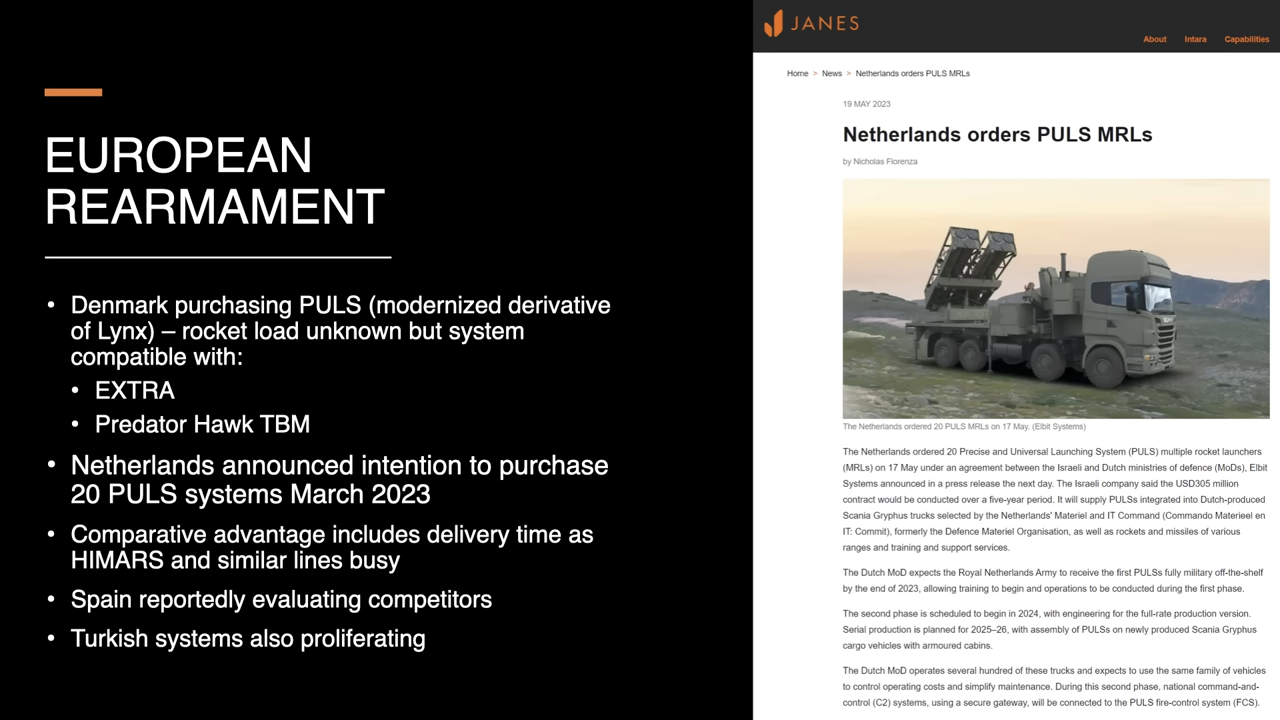 EUROPEAN
REARMAMENT
• Denmark purchasing PULS (modernized derivative
of Lynx) – rocket load unknown but system
compatible with:
• EXTRA
• Predator Hawk TBM
• Netherlands announced intention to purchase
20 PULS systems March 2023
• Comparative advantage includes delivery time as
HIMARS and similar lines busy
• Spain reportedly evaluating competitors
• Turkish systems also proliferating
JANES
About Intara Capabilities
Home > News > Netherlands orders PULS MRLs
19 MAY 2023
Netherlands orders PULS MRLs
by Nicholas Fiorenza
The Netherlands ordered 20 PULS MRLs on 17 May. (Elbit Systems)
The Netherlands ordered 20 Precise and Universal Launching System (PULS) multiple rocket launchers
(MRLs) on 17 May under an agreement between the Israeli and Dutch ministries of defence (MoDs), Elbit
Systems announced in a press release the next day. The Israeli company said the USD305 million
contract would be conducted over a five-year period. It will supply PULSs integrated into Dutch-produced
Scania Gryphus trucks selected by the Netherlands' Materiel and IT Command (Commando Materieel en
IT: Commit), formerly the Defence Materiel Organisation, as well as rockets and missiles of various
ranges and training and support services.
The Dutch MoD expects the Royal Netherlands Army to receive the first PULSs fully military off-the-shelf
by the end of 2023, allowing training to begin and operations to be conducted during the first phase.
The second phase is scheduled to begin in 2024, with engineering for the full-rate production version.
Serial production is planned for 2025–26, with assembly of PULSs on newly produced Scania Gryphus
cargo vehicles with armoured cabins.
The Dutch MoD operates several hundred of these trucks and expects to use the same family of vehicles
to control operating costs and simplify maintenance. During this second phase, national command-and-
control (C2) systems, using a secure gateway, will be connected to the PULS fire-control system (FCS).